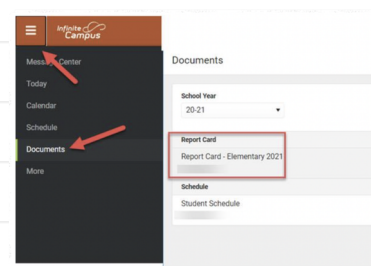 Infinite
Campus
Message Center
Today
Calendar
Schedule
Documents
More
Documents
School Year
20-21
Report Card
Report Card - Elementary 2021
Schedule
Student Schedule